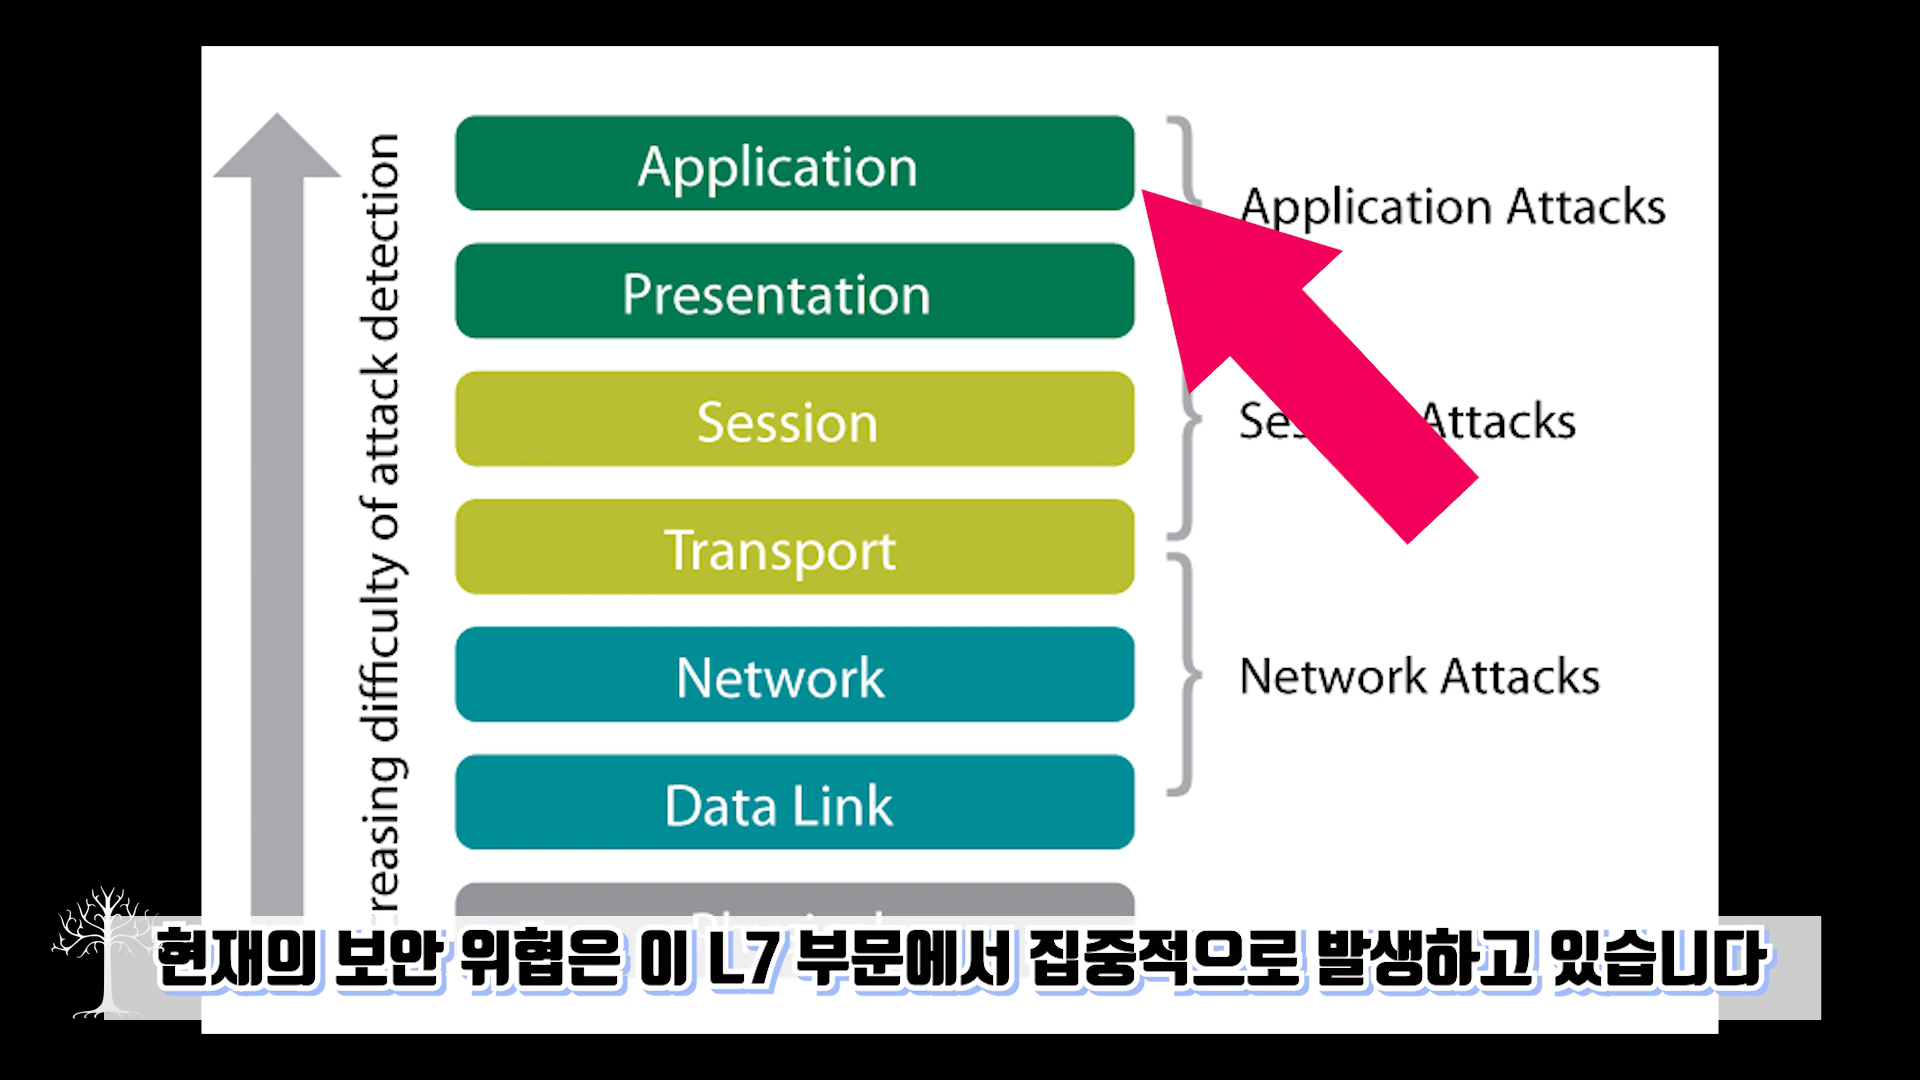 Application
Presentation
Session
Transport
Network
Data Link
Application Attacks
Attacks
Network Attacks
difficulty of attack detection
현재의 보안 위협은 이 L7 부문에서 집중적으로 발생하고 있습니다